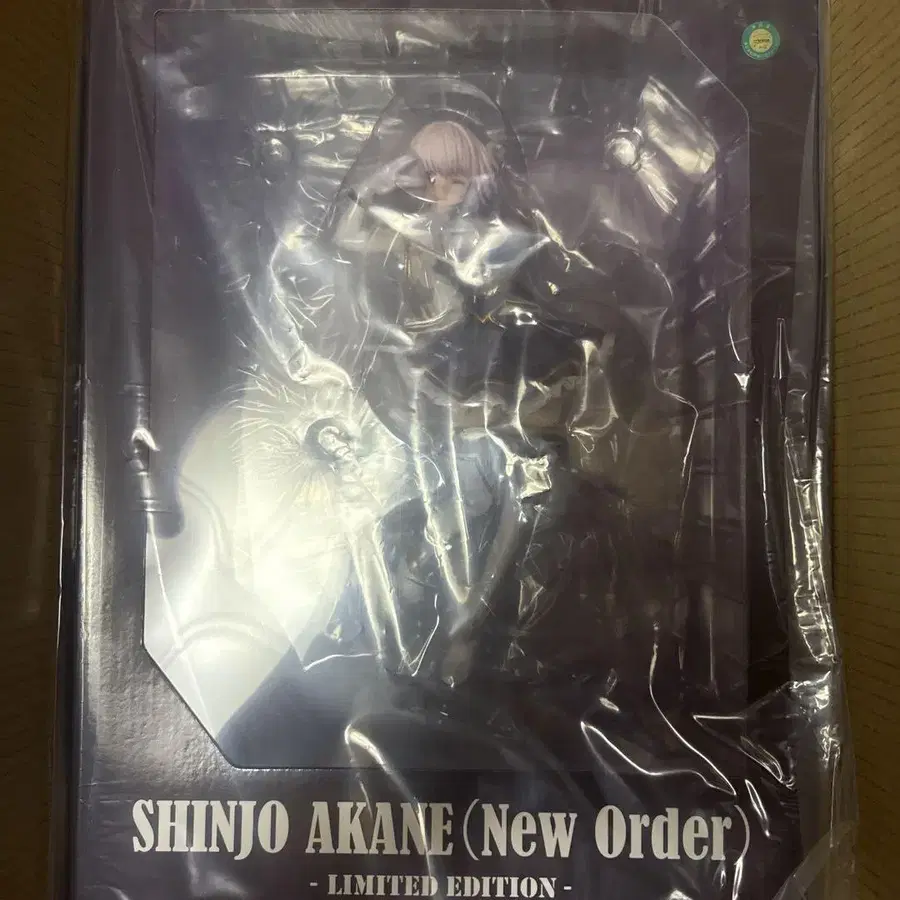 SHINJO AKANE (New Order)
- LIMITED EDITION -